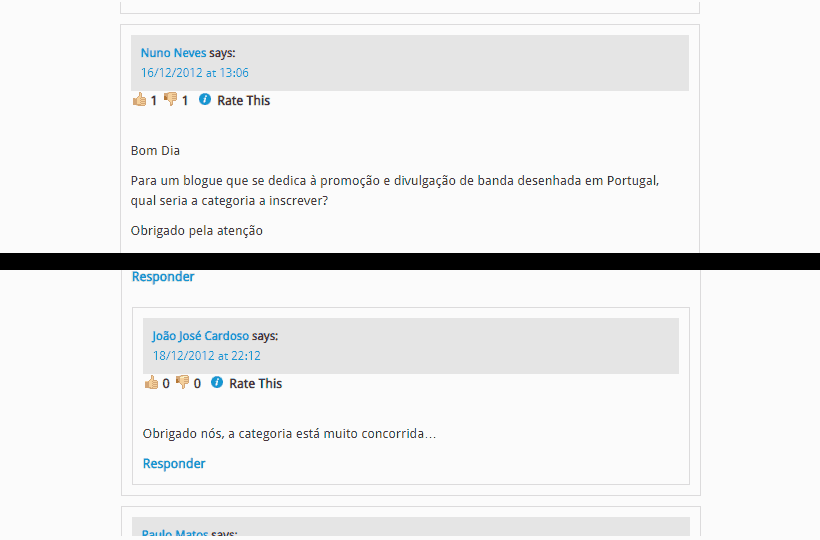 Nuno Neves says:
16/12/2012 at 13:06
1 1 i Rate This
Bom Dia
Para um blogue que se dedica à promoção e divulgação de banda desenhada em Portugal,
qual seria a categoria a inscrever?
Obrigado pela atenção
Responder
João José Cardoso says:
18/12/2012 at 22:12
0 0 i Rate This
Obrigado nós, a categoria está muito concorrida…
Responder
Paulo Matos says: